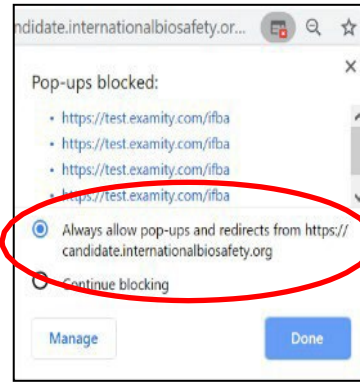 ndidate.internationalbiosafety.or...
Pop-ups blocked:
• https://test.examity.com/ifba
• https://test.examity.com/ifba
• https://test.examity.com/ifba
• https://test.examity.com/ifba
Always allow pop-ups and redirects from https://
candidate.internationalbiosafety.org
Continue blocking
Manage
Done